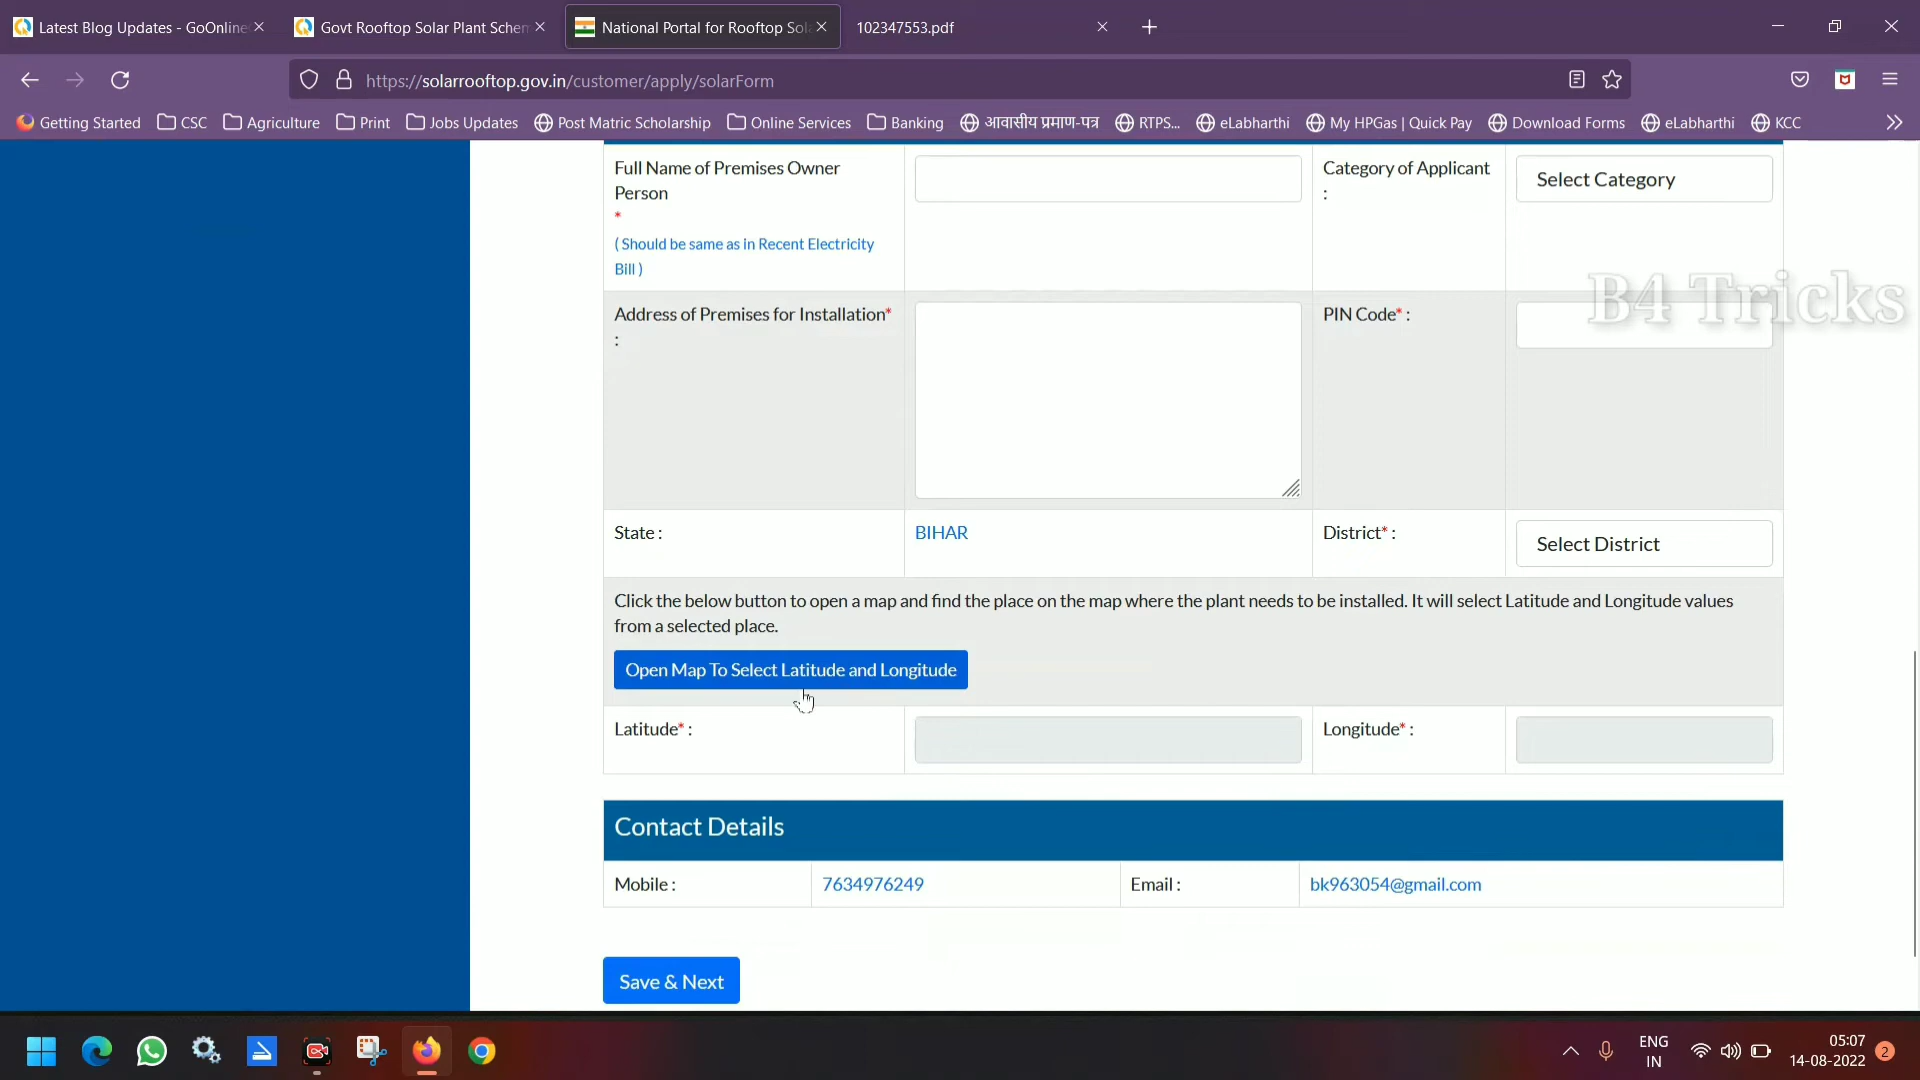 Latest Blog Updates - GoOnline
Govt Rooftop Solar Plant Schem
National Portal for Rooftop Sol
102347553.pdf
https://solarrooftop.gov.in/customer/apply/solarForm
Getting Started
CSC
Agriculture
Print
Jobs Updates
Post Matric Scholarship
Online Services
Banking
आवासीय प्रमाण-पत्र
RTPS...
eLabharthi
My HPGas | Quick Pay
Download Forms
eLabharthi
KCC
Full Name of Premises Owner
Person
*
( Should be same as in Recent Electricity
Bill )
Category of Applicant
:
Select Category
B4 Tricks
Address of Premises for Installation*
:
PIN Code* :
State :
BIHAR
District* :
Select District
Click the below button to open a map and find the place on the map where the plant needs to be installed. It will select Latitude and Longitude values
from a selected place.
Open Map To Select Latitude and Longitude
Latitude* :
Longitude* :
Contact Details
Mobile :
7634976249
Email :
bk963054@gmail.com
Save & Next
ENG
IN
05:07
14-08-2022
2